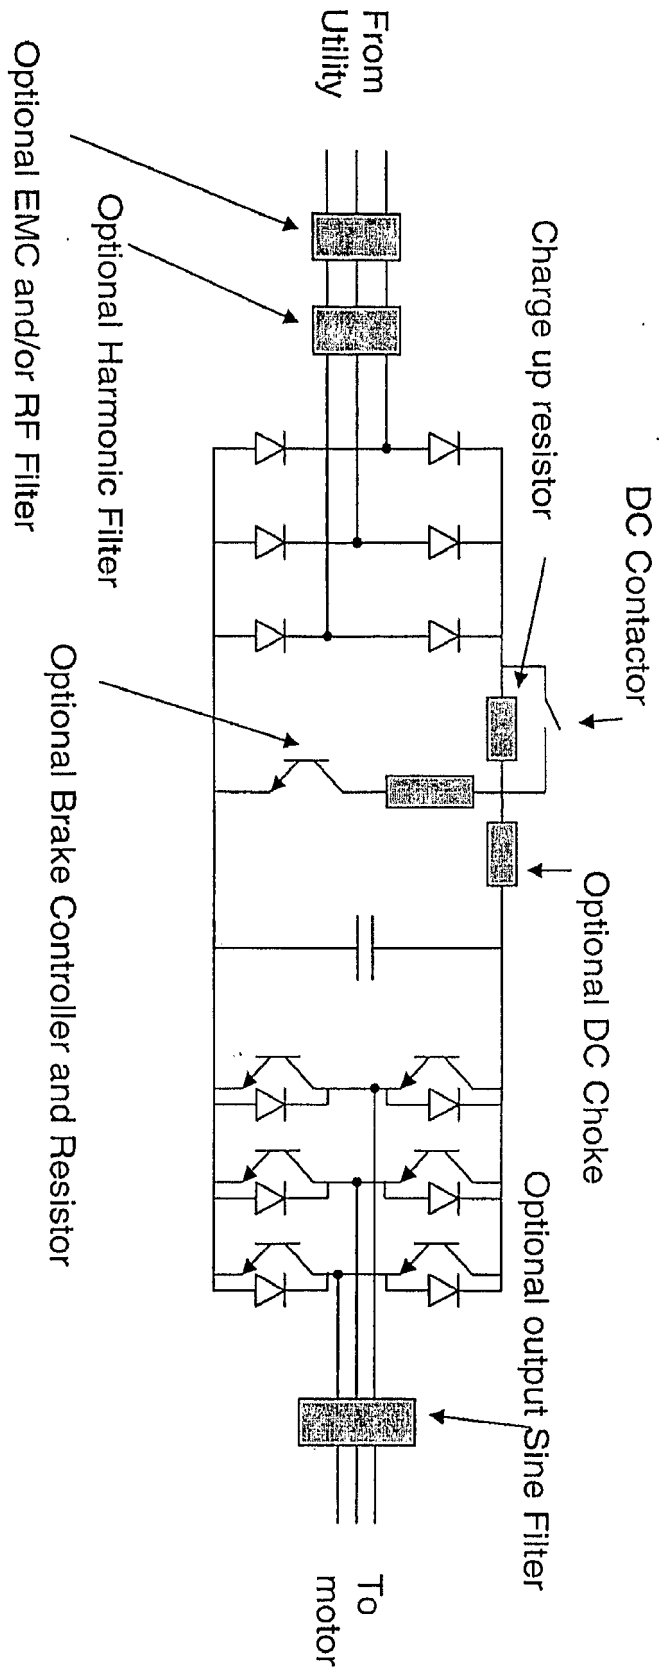 From
Utility
Optional EMC and/or RF Filter
Optional Harmonic Filter
Charge up resistor
DC Contactor
Optional Brake Controller and Resistor
Optional DC Choke
Optional output Sine Filter
To
motor